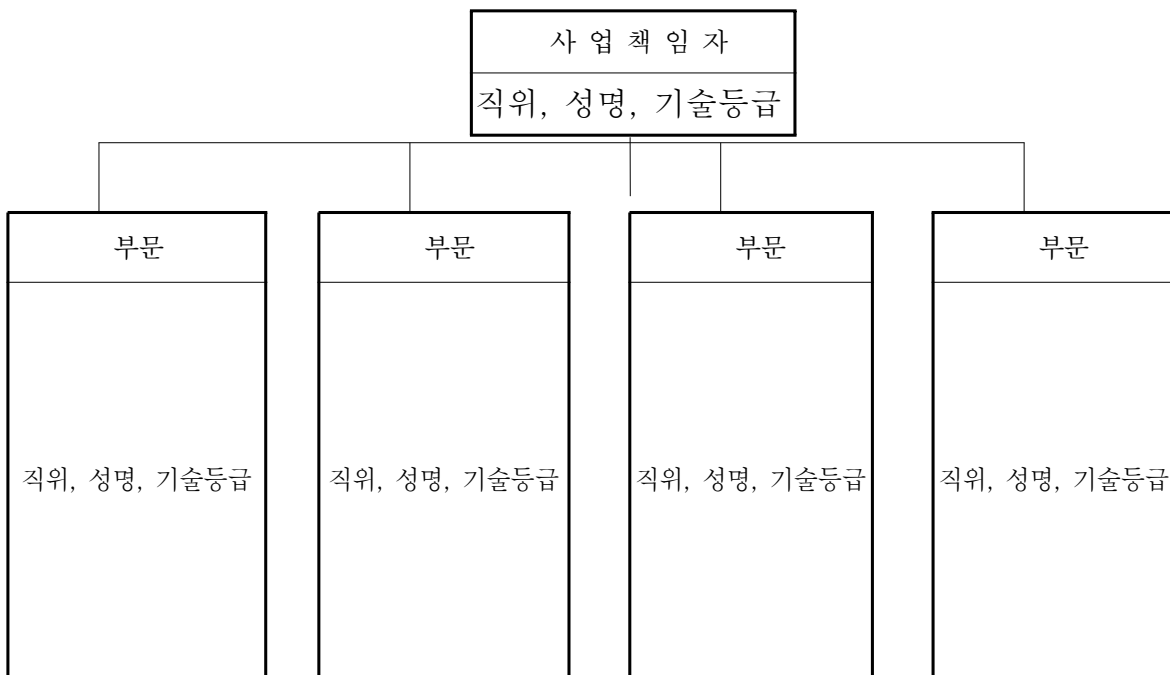 사 업 책 임 자
직위, 성명, 기술등급
부문
부문
부문
부문
직위, 성명, 기술등급
직위, 성명, 기술등급
직위, 성명, 기술등급
직위, 성명, 기술등급